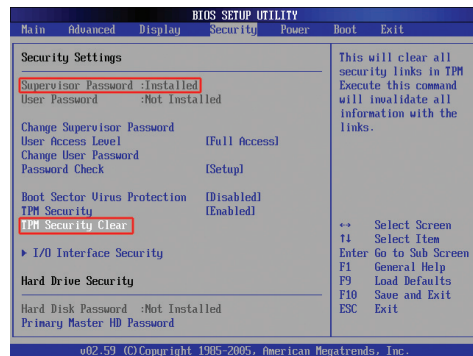 BIOS SETUP UTILITY
Main Advanced Display Security Power Boot Exit
Security Settings
Supervisor Password :Installed
User Password :Not Installed
Change Supervisor Password
User Access Level [Full Access]
Change User Password
Password Check [Setup]
Boot Sector Virus Protection [Disabled]
TPM Security [Enabled]
TPM Security Clear
▶ I/O Interface Security
Hard Drive Security
Hard Disk Password :Not Installed
Primary Master HD Password
This will clear all
security links in TPM
Execute this command
will invalidate all
information with the
links.
↔ Select Screen
↑↓ Select Item
Enter Go to Sub Screen
F1 General Help
F9 Load Defaults
F10 Save and Exit
ESC Exit
v02.59 (C)Copyright 1985-2005, American Megatrends, Inc.